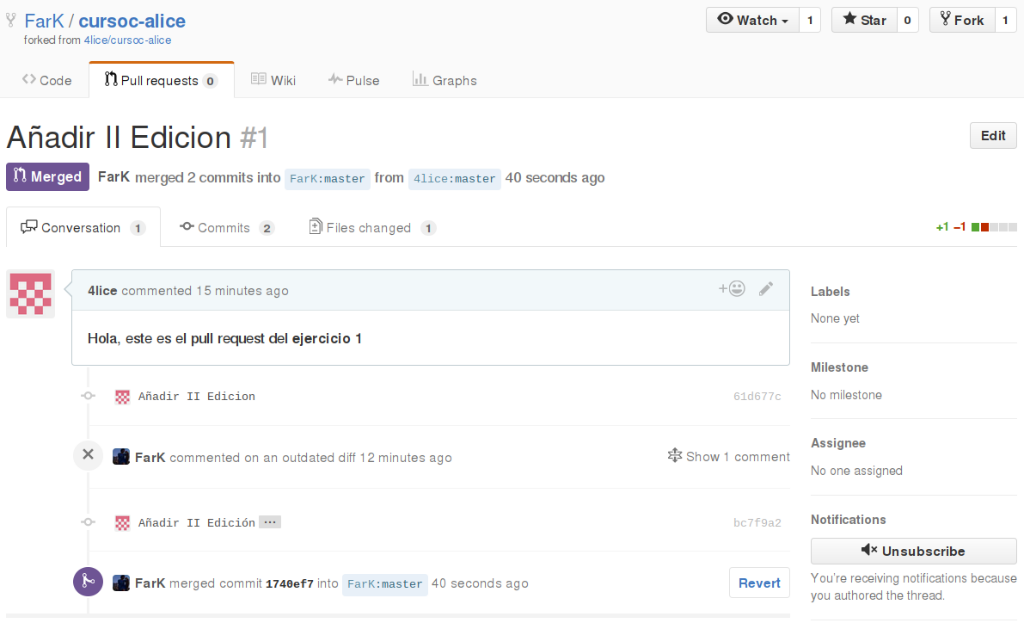 FarK / cursoc-alice
Watch 1 Star 0 Fork 1
forked from 4lice/cursoc-alice
Code Pull requests 0 Wiki Pulse Graphs
Añadir II Edicion #1
Edit
Merged FarK merged 2 commits into FarK:master from 4lice:master 40 seconds ago
Conversation 1 Commits 2 Files changed 1
+1 −1
4lice commented 15 minutes ago
Hola, este es el pull request del ejercicio 1
Añadir II Edicion 61d677c
FarK commented on an outdated diff 12 minutes ago Show 1 comment
Añadir II Edición ... bc7f9a2
FarK merged commit 1740ef7 into FarK:master 40 seconds ago Revert
Labels
None yet
Milestone
No milestone
Assignee
No one assigned
Notifications
Unsubscribe
You're receiving notifications because
you authored the thread.